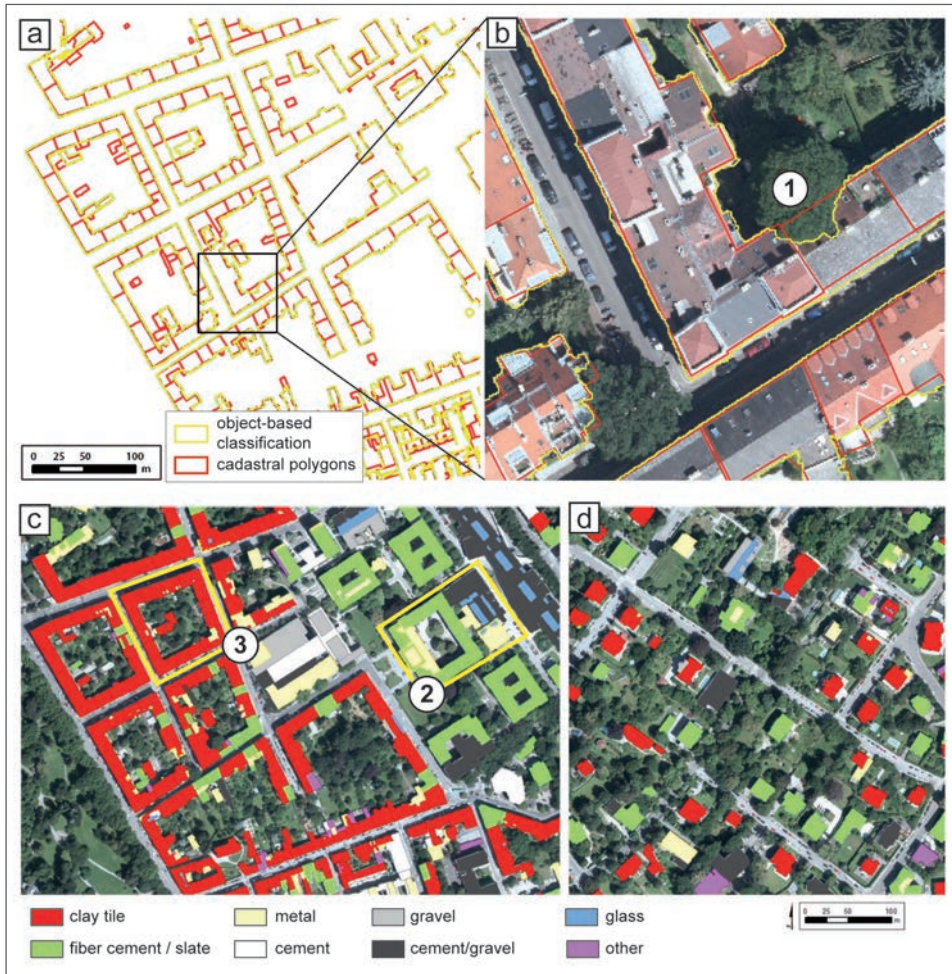 a
b
1
object-based
classification
cadastral polygons
0 25 50 100
m
c
d
3
2
clay tile
metal
gravel
glass
fiber cement / slate
cement
cement/gravel
other
0 25 50 100
m